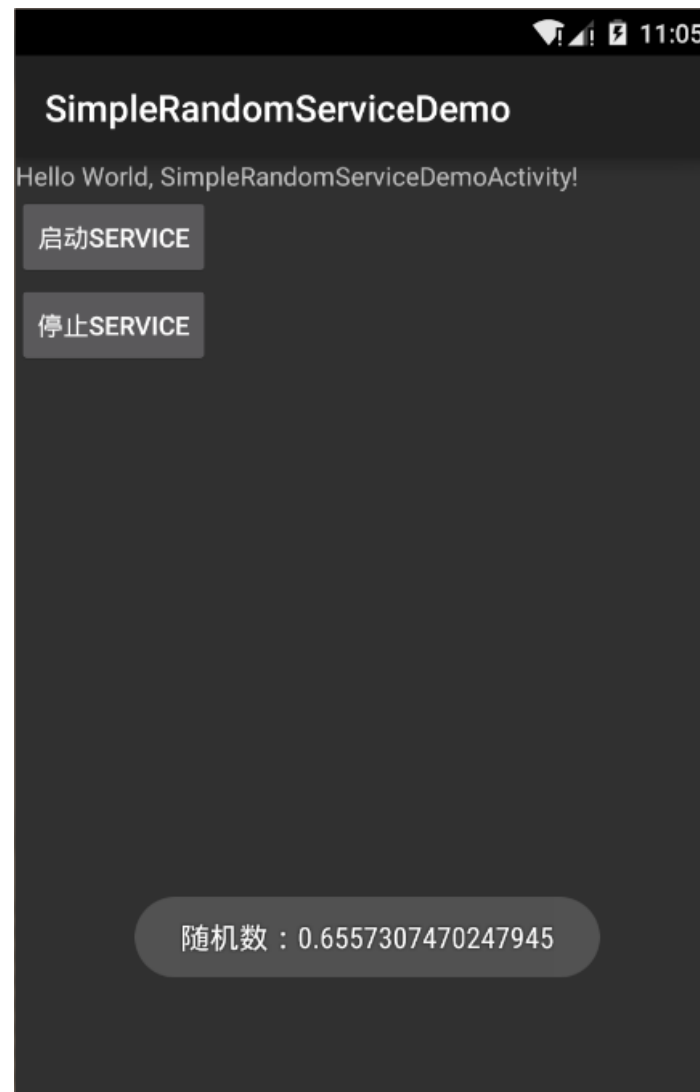 11:05
SimpleRandomServiceDemo
Hello World, SimpleRandomServiceDemoActivity!
启动SERVICE
停止SERVICE
随机数：0.6557307470247945